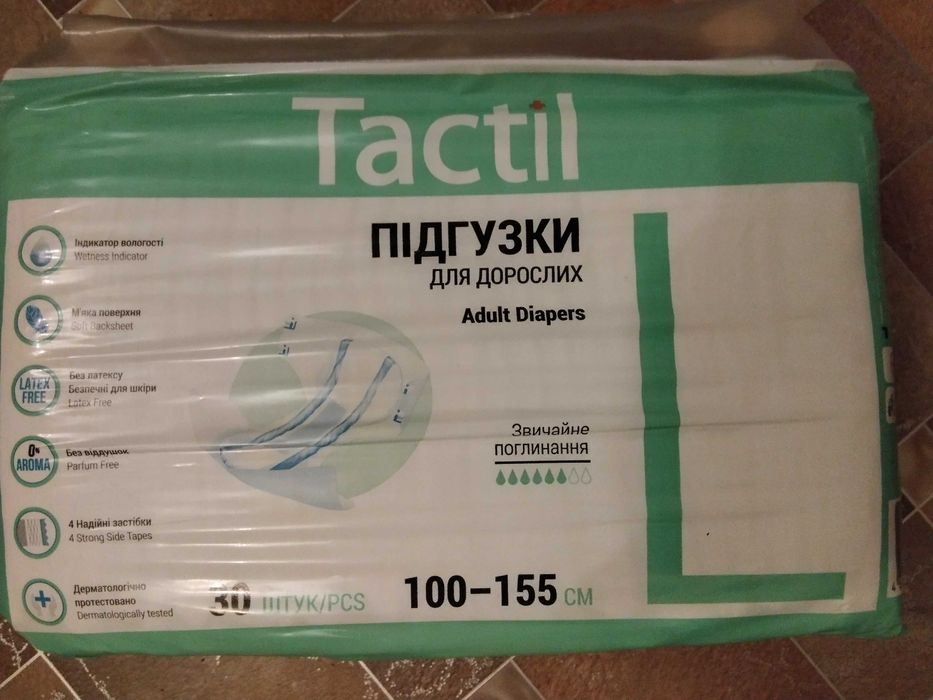 Tactil
ПІДГУЗКИ
ДЛЯ ДОРОСЛИХ
Adult Diapers
L
Індикатор вологості
Wetness Indicator
М'яка поверхня
Soft Backsheet
LATEX
FREE
Без латексу
Безпечні для шкіри
Latex Free
0%
AROMA
Без віддушок
Parfum Free
4 Надійні застібки
4 Strong Side Tapes
Дерматологічно
протестовано
Dermatologically tested
Звичайне
поглинання
30 ШТУК/PCS
100–155 СМ